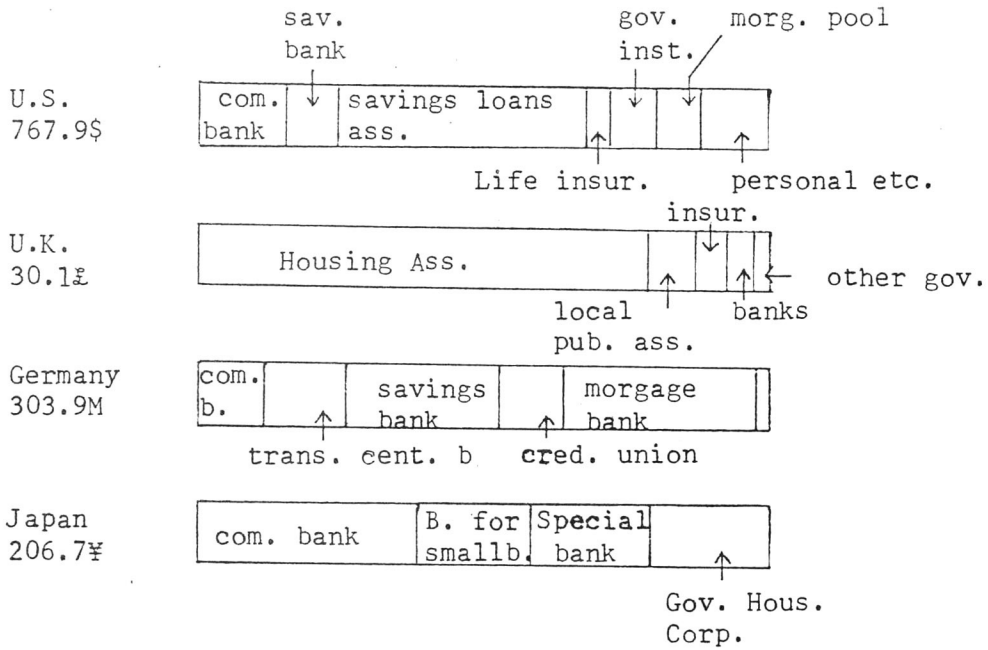 sav.
bank
gov.
inst.
morg. pool
U.S.
767.9$
com.
bank
savings loans
ass.
Life insur.
personal etc.
U.K.
30.1£
Housing Ass.
insur.
other gov.
local
pub. ass.
banks
Germany
303.9M
com.
b.
savings
bank
morgage
bank
trans. cent. b
cred. union
Japan
206.7¥
com. bank
B. for
smallb.
Special
bank
Gov. Hous.
Corp.